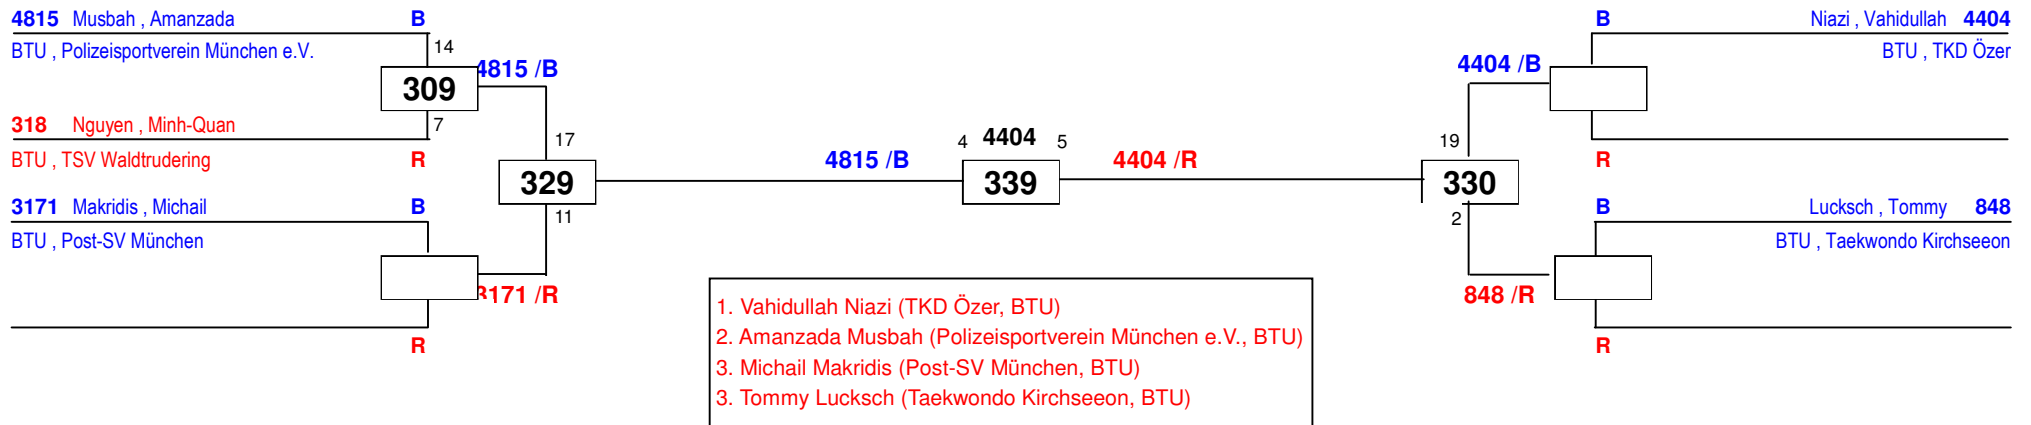 4815 Musbah , Amanzada B
BTU , Polizeisportverein München e.V.
14
309
4815 /B
7
318 Nguyen , Minh-Quan
BTU , TSV Waldtrudering R
17
329
11
3171 Makridis , Michail B
BTU , Post-SV München
3171 /R
R
4815 /B
4 4404 5
339
4404 /R
B Niazi , Vahidullah 4404
BTU , TKD Özer
4404 /B
R
19
330
2
B Lucksch , Tommy 848
BTU , Taekwondo Kirchseeon
848 /R
R
1. Vahidullah Niazi (TKD Özer, BTU)
2. Amanzada Musbah (Polizeisportverein München e.V., BTU)
3. Michail Makridis (Post-SV München, BTU)
3. Tommy Lucksch (Taekwondo Kirchseeon, BTU)